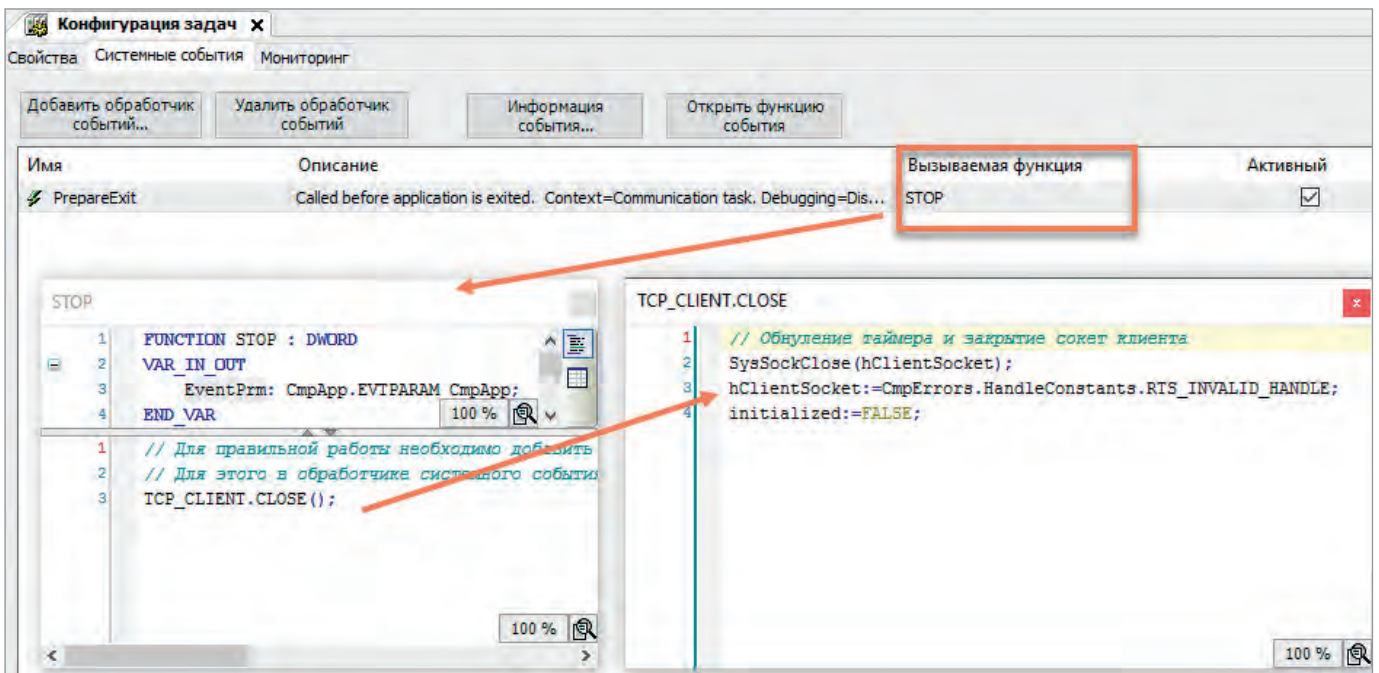 Конфигурация задач X
Свойства Системные события Мониторинг
Добавить обработчик событий...
Удалить обработчик событий
Информация события...
Открыть функцию события
Имя Описание Вызываемая функция Активный
PrepareExit Called before application is exited. Context=Communication task. Debugging=Dis... STOP
STOP
1 FUNCTION STOP : DWORD
2 VAR_IN_OUT
3 EventPrm: CmpApp.EVTPARAM_CmpApp;
4 END_VAR
100 %
1 // Для правильной работы необходимо добавить
2 // Для этого в обработчике системного события
3 TCP_CLIENT.CLOSE();
100 %
TCP_CLIENT.CLOSE x
1 // Обнуление таймера и закрытие сокет клиента
2 SysSockClose(hClientSocket);
3 hClientSocket:=CmpErrors.HandleConstants.RTS_INVALID_HANDLE;
4 initialized:=FALSE;
100 %